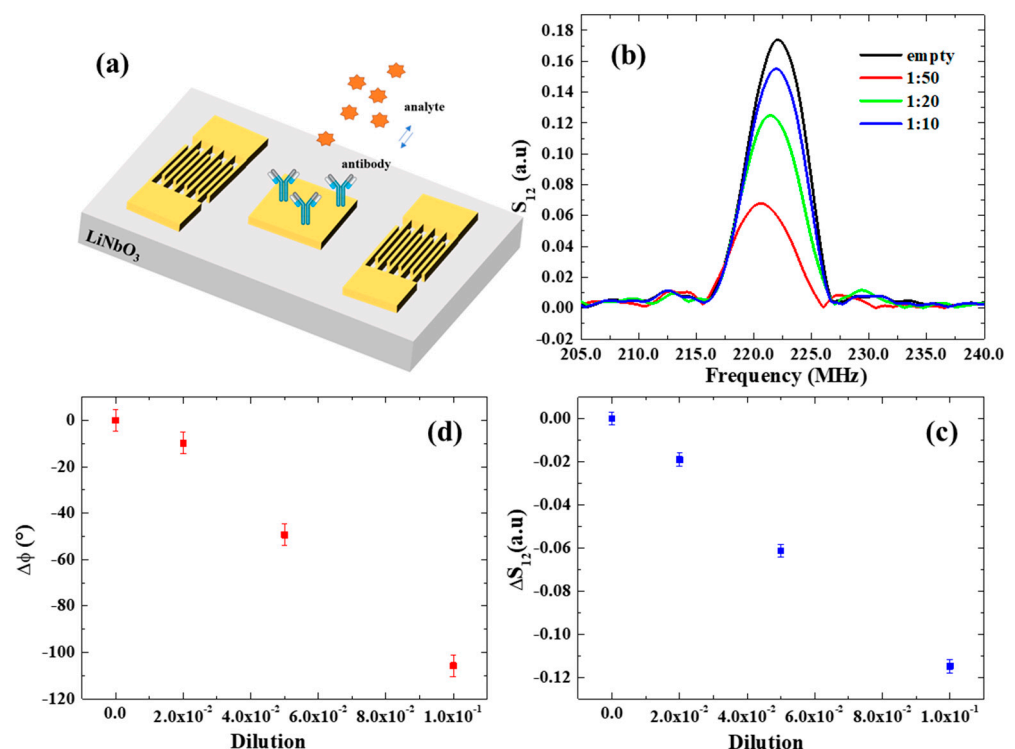 (a)
analyte
antibody
LiNbO3
(b)
S12 (a.u)
0.18
0.16
0.14
0.12
0.10
0.08
0.06
0.04
0.02
0.00
-0.02
empty
1:50
1:20
1:10
205.0 210.0 215.0 220.0 225.0 230.0 235.0 240.0
Frequency (MHz)
(d)
Δϕ (°)
0
-20
-40
-60
-80
-100
-120
0.0 2.0x10-2 4.0x10-2 6.0x10-2 8.0x10-2 1.0x10-1
Dilution
(c)
ΔS12(a.u)
0.00
-0.02
-0.04
-0.06
-0.08
-0.10
-0.12
0.0 2.0x10-2 4.0x10-2 6.0x10-2 8.0x10-2 1.0x10-1
Dilution